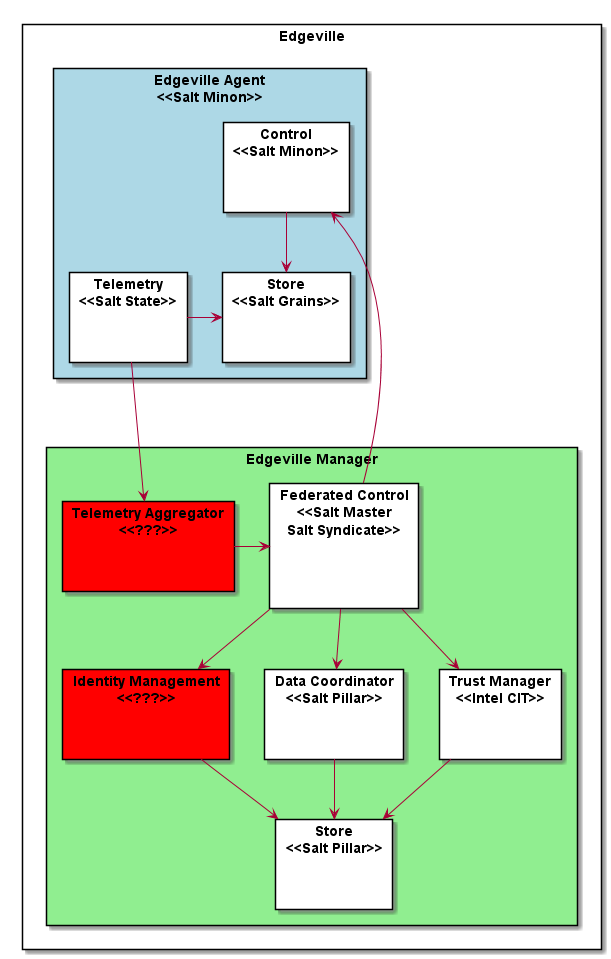 Edgeville
Edgeville Agent
<<Salt Minon>>
Control
<<Salt Minon>>
Telemetry
<<Salt State>>
Store
<<Salt Grains>>
Edgeville Manager
Federated Control
<<Salt Master
Salt Syndicate>>
Telemetry Aggregator
<<???>>
Identity Management
<<???>>
Data Coordinator
<<Salt Pillar>>
Trust Manager
<<Intel CIT>>
Store
<<Salt Pillar>>